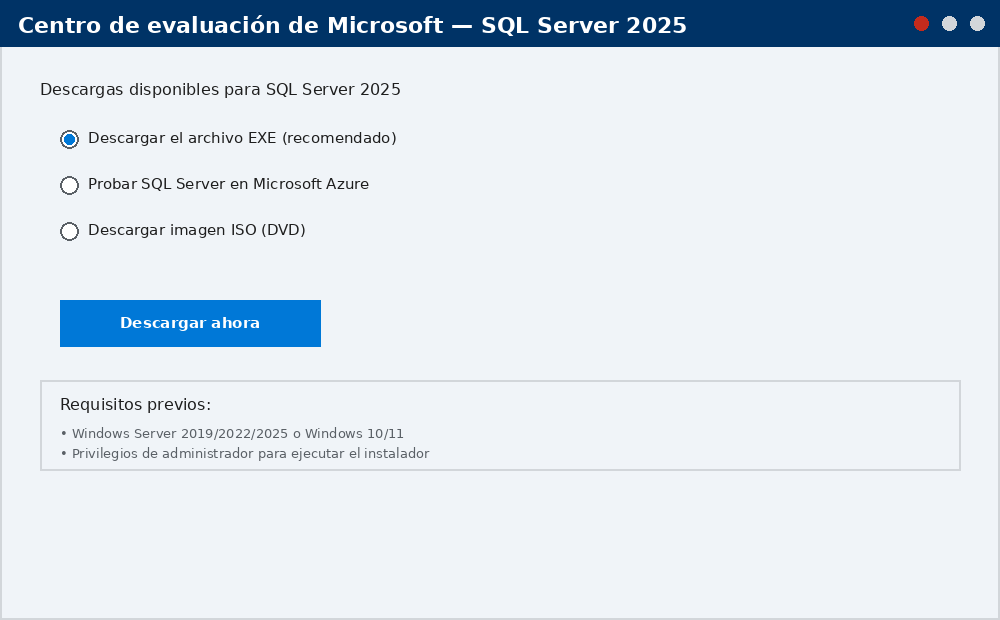 Centro de evaluación de Microsoft — SQL Server 2025
Descargas disponibles para SQL Server 2025
Descargar el archivo EXE (recomendado)
Probar SQL Server en Microsoft Azure
Descargar imagen ISO (DVD)
Descargar ahora
Requisitos previos:
• Windows Server 2019/2022/2025 o Windows 10/11
• Privilegios de administrador para ejecutar el instalador